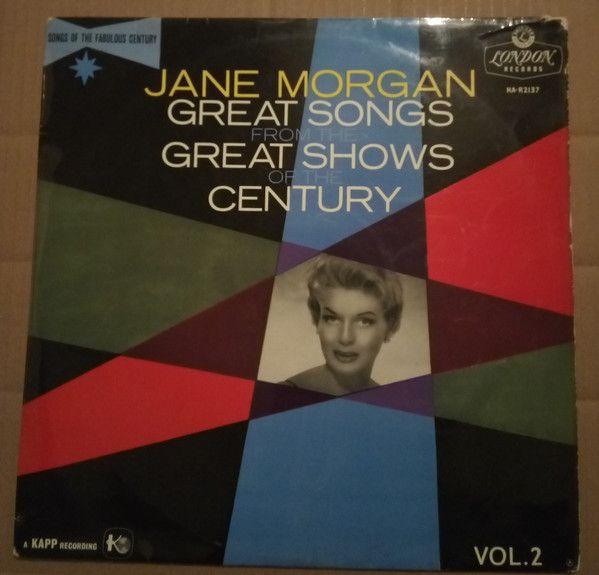 SONGS OF THE FABULOUS CENTURY
LONDON
RECORDS
HA-R2137
JANE MORGAN
GREAT SONGS
FROM THE
GREAT SHOWS
OF THE
CENTURY
A KAPP RECORDING K
VOL.2